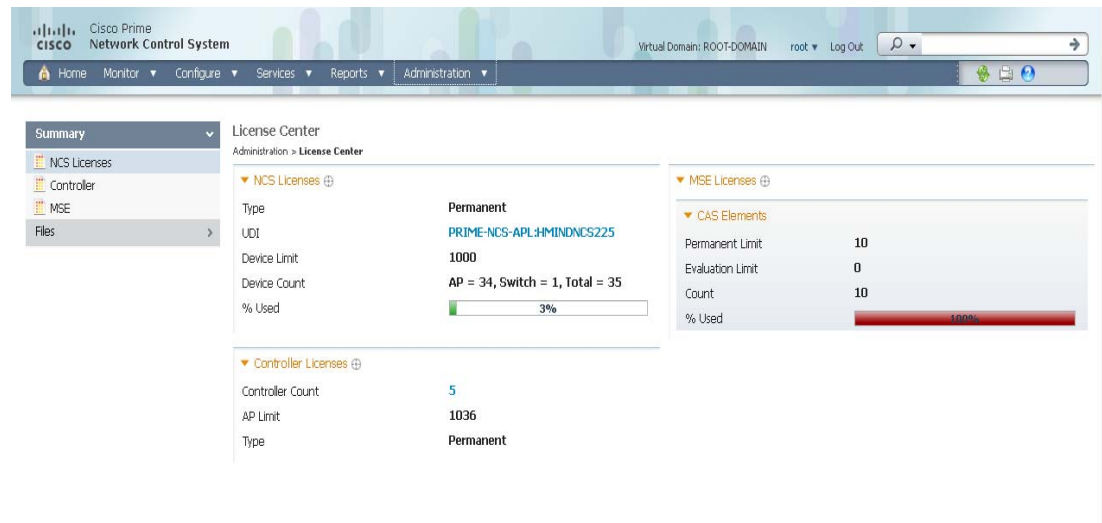 Cisco Prime
CISCO Network Control System
Virtual Domain: ROOT-DOMAIN root Log Out
Home Monitor Configure Services Reports Administration
Summary
NCS Licenses
Controller
MSE
Files
License Center
Administration > License Center
NCS Licenses
Type Permanent
UDI PRIME-NCS-APL:HMINDNCS225
Device Limit 1000
Device Count AP = 34, Switch = 1, Total = 35
% Used 3%
Controller Licenses
Controller Count 5
AP Limit 1036
Type Permanent
MSE Licenses
CAS Elements
Permanent Limit 10
Evaluation Limit 0
Count 10
% Used 100%